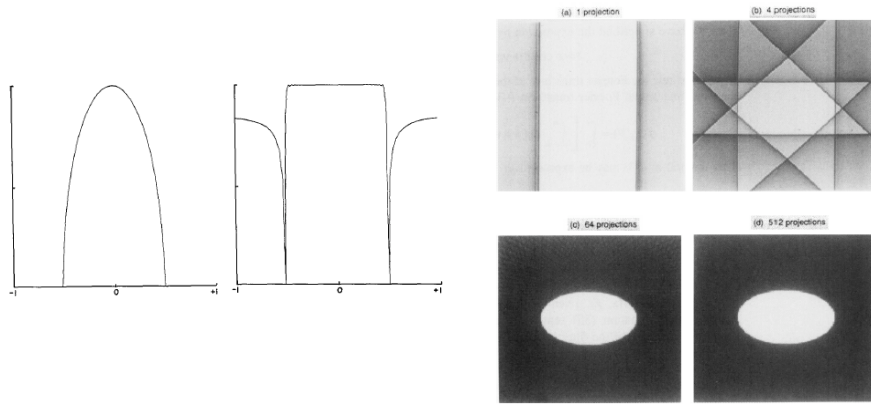 (a) 1 projection
(b) 4 projections
-1 0 +1
-1 0 +1
(c) 64 projections
(d) 512 projections